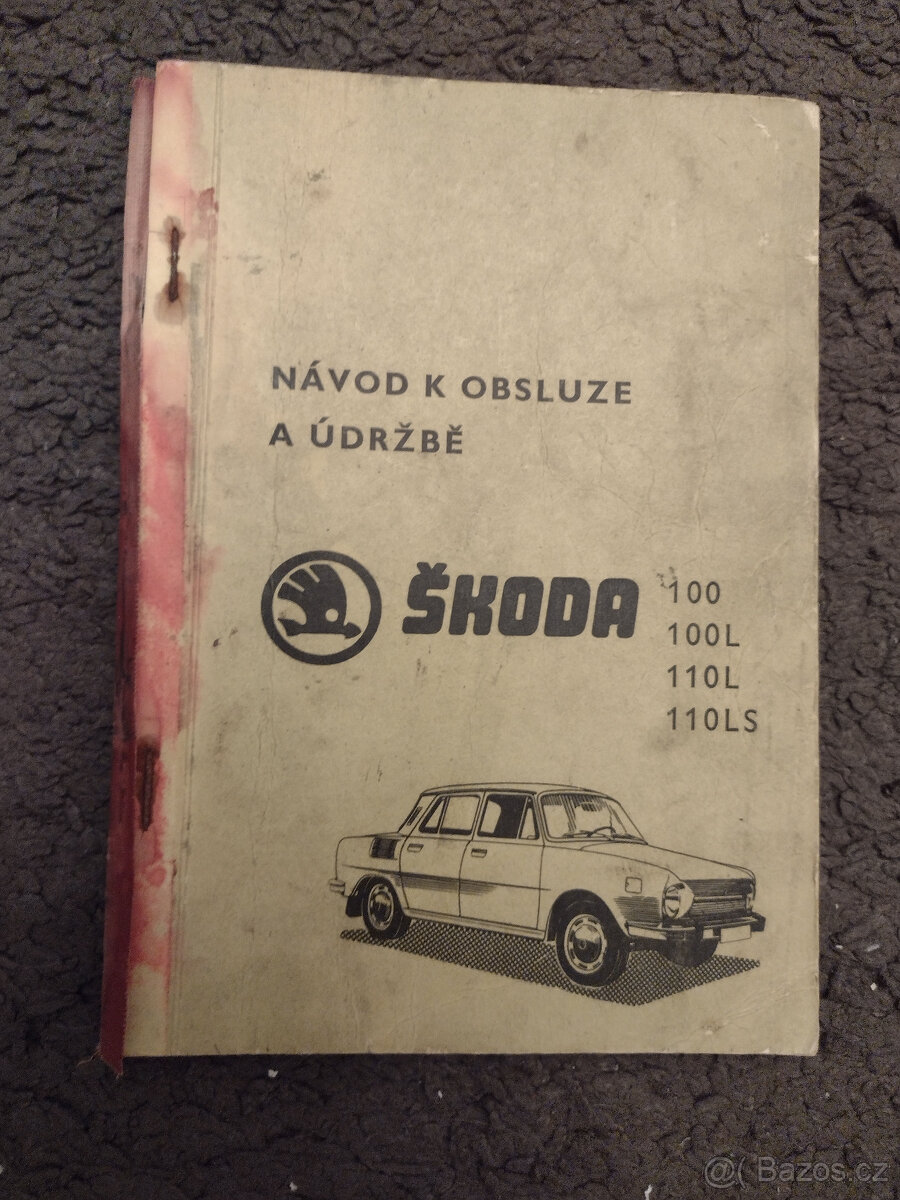 NÁVOD K OBSLUZE
A ÚDRŽBĚ
ŠKODA
100
100L
110L
110LS
@( Bazos.cz